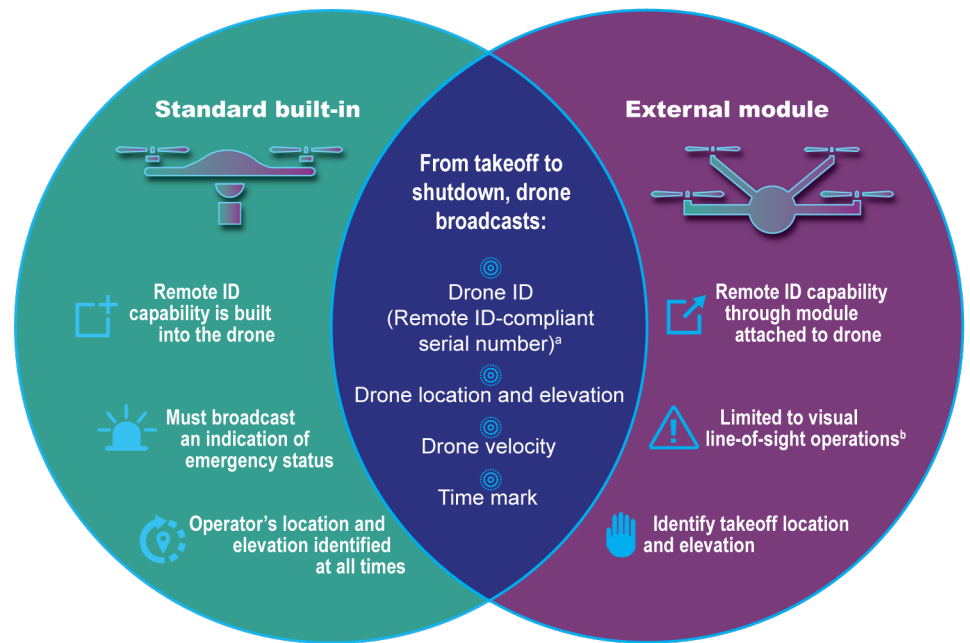 Standard built-in
Remote ID
capability is built
into the drone
Must broadcast
an indication of
emergency status
Operator's location and
elevation identified
at all times
From takeoff to
shutdown, drone
broadcasts:
Drone ID
(Remote ID-compliant
serial number)ᵃ
Drone location and elevation
Drone velocity
Time mark
External module
Remote ID capability
through module
attached to drone
Limited to visual
line-of-sight operationsᵇ
Identify takeoff location
and elevation